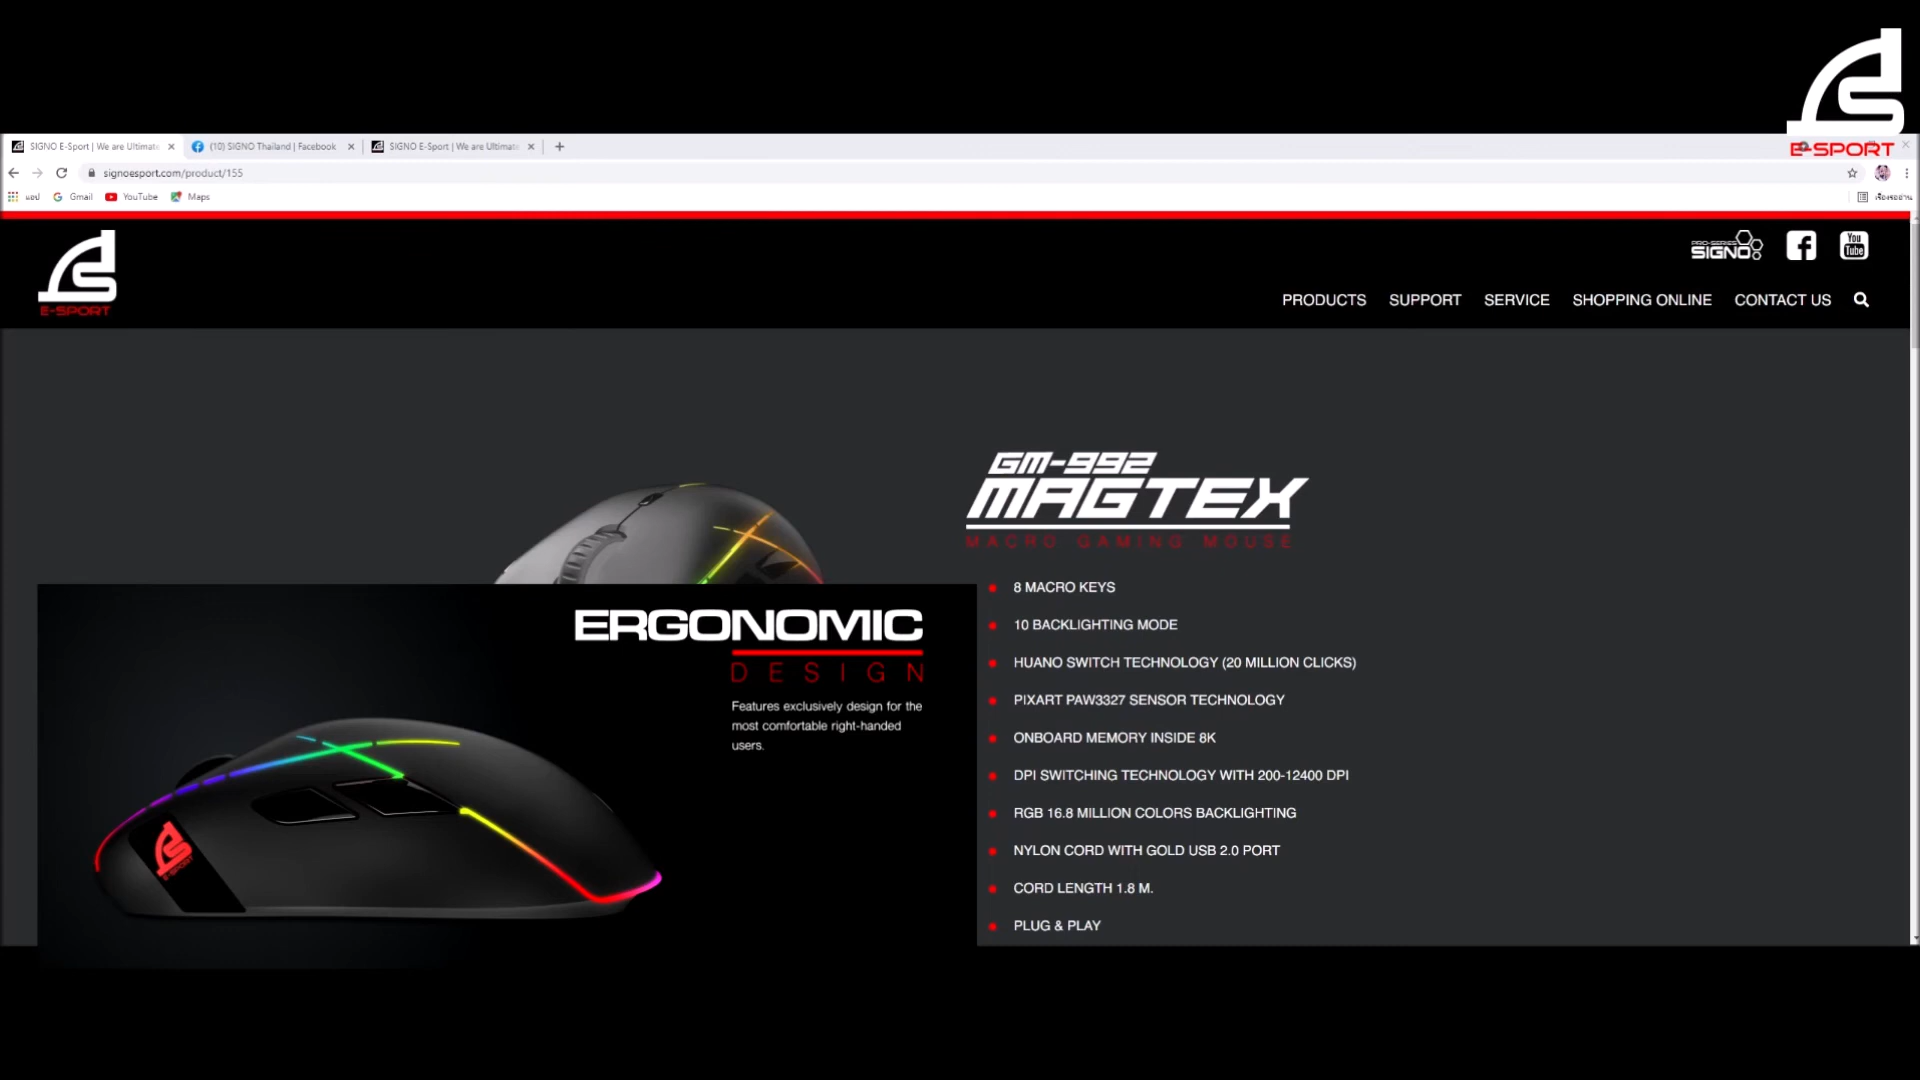 E-SPORT
SIGNO E-Sport | We are Ultimate
(10) SIGNO Thailand | Facebook
SIGNO E-Sport | We are Ultimate
signoesport.com/product/155
แอป
Gmail
YouTube
Maps
E-SPORT
PRO-SERIES
SIGNO
You
Tube
PRODUCTS
SUPPORT
SERVICE
SHOPPING ONLINE
CONTACT US
GM-992
MAGTEX
MACRO GAMING MOUSE
8 MACRO KEYS
10 BACKLIGHTING MODE
HUANO SWITCH TECHNOLOGY (20 MILLION CLICKS)
PIXART PAW3327 SENSOR TECHNOLOGY
ONBOARD MEMORY INSIDE 8K
DPI SWITCHING TECHNOLOGY WITH 200-12400 DPI
RGB 16.8 MILLION COLORS BACKLIGHTING
NYLON CORD WITH GOLD USB 2.0 PORT
CORD LENGTH 1.8 M.
PLUG & PLAY
ERGONOMIC
DESIGN
Features exclusively design for the
most comfortable right-handed
users.